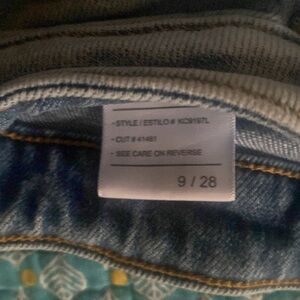 • STYLE / ESTILO # KC9197L
• CUT # 41461
• SEE CARE ON REVERSE
9 / 28